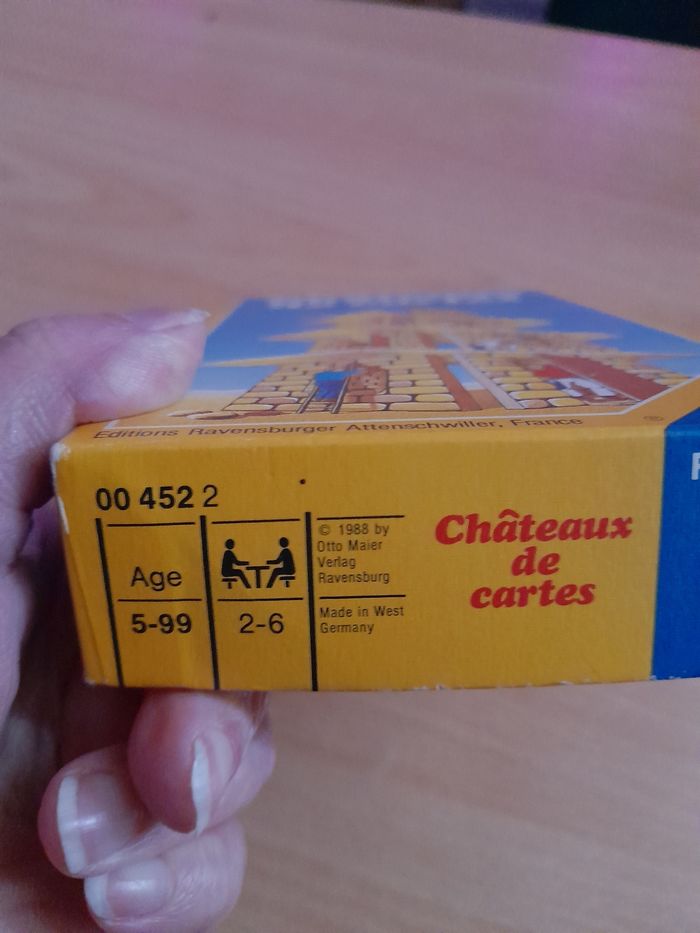 Editions Ravensburger Attenschwiller, France
®
00 452 2
Age
5-99
2-6
© 1988 by
Otto Maier
Verlag
Ravensburg
Made in West
Germany
Châteaux
de
cartes